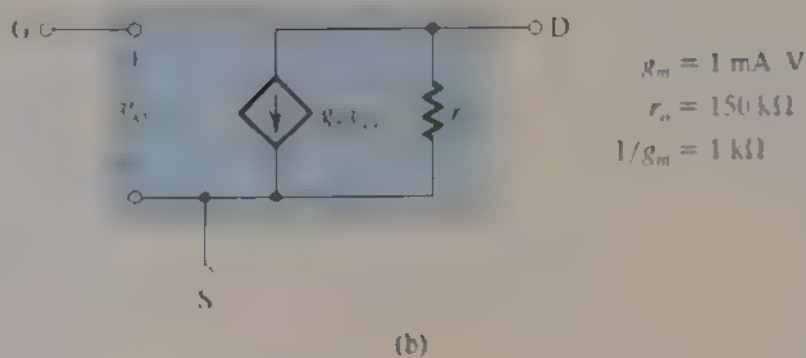 G
D
g_m = 1 mA V
r_o = 150 kΩ
1/g_m = 1 kΩ
S
(b)